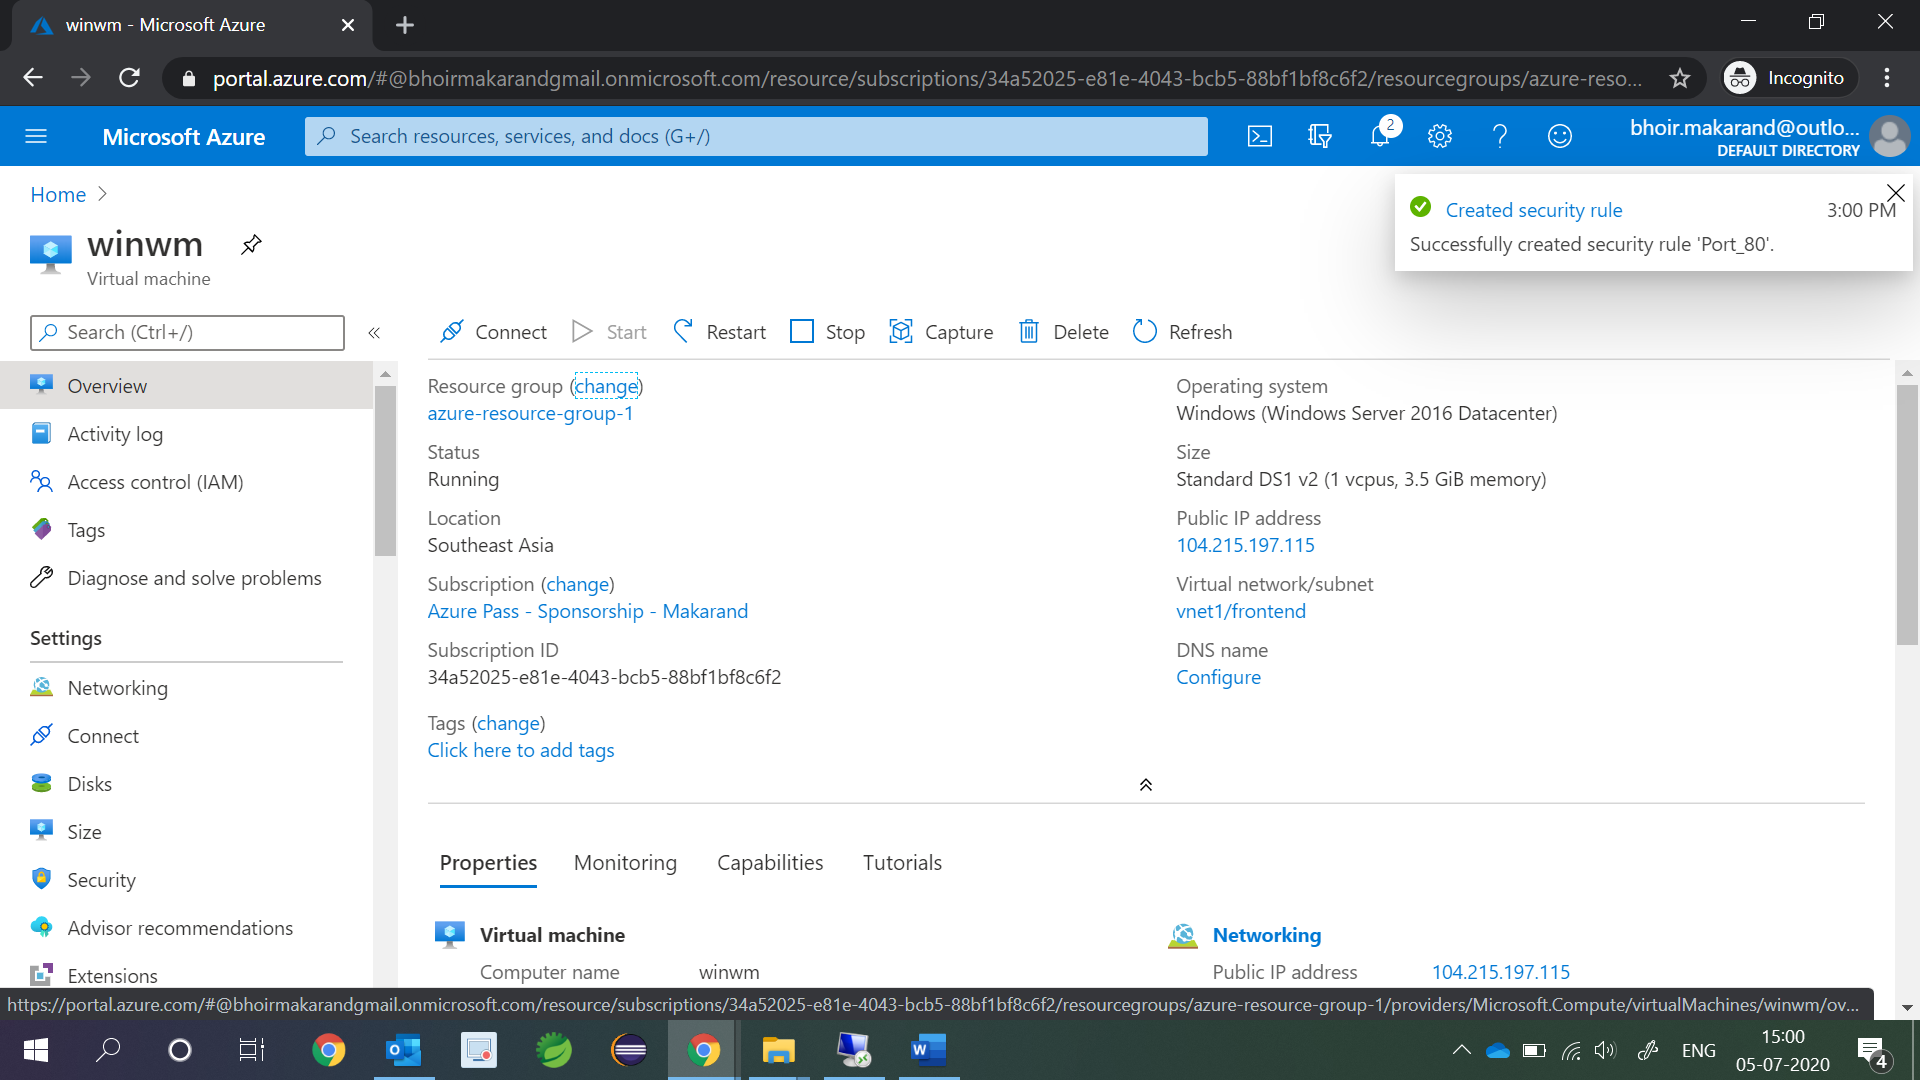 winwm - Microsoft Azure
portal.azure.com/#@bhoirmakarandgmail.onmicrosoft.com/resource/subscriptions/34a52025-e81e-4043-bcb5-88bf1bf8c6f2/resourcegroups/azure-reso...
Incognito
Microsoft Azure
Search resources, services, and docs (G+/)
2
bhoir.makarand@outlo...
DEFAULT DIRECTORY
Home
Created security rule
3:00 PM
Successfully created security rule 'Port_80'.
winwm
Virtual machine
Search (Ctrl+/)
Connect
Start
Restart
Stop
Capture
Delete
Refresh
Overview
Activity log
Access control (IAM)
Tags
Diagnose and solve problems
Settings
Networking
Connect
Disks
Size
Security
Advisor recommendations
Extensions
Resource group (change)
azure-resource-group-1
Status
Running
Location
Southeast Asia
Subscription (change)
Azure Pass - Sponsorship - Makarand
Subscription ID
34a52025-e81e-4043-bcb5-88bf1bf8c6f2
Tags (change)
Click here to add tags
Operating system
Windows (Windows Server 2016 Datacenter)
Size
Standard DS1 v2 (1 vcpus, 3.5 GiB memory)
Public IP address
104.215.197.115
Virtual network/subnet
vnet1/frontend
DNS name
Configure
Properties
Monitoring
Capabilities
Tutorials
Virtual machine
Computer name
winwm
Networking
Public IP address
104.215.197.115
https://portal.azure.com/#@bhoirmakarandgmail.onmicrosoft.com/resource/subscriptions/34a52025-e81e-4043-bcb5-88bf1bf8c6f2/resourcegroups/azure-resource-group-1/providers/Microsoft.Compute/virtualMachines/winwm/ov...
ENG
15:00
05-07-2020
4